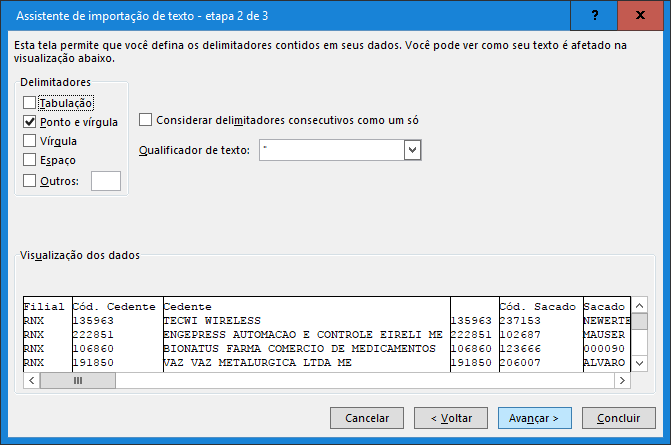 Assistente de importação de texto - etapa 2 de 3
?
x
Esta tela permite que você defina os delimitadores contidos em seus dados. Você pode ver como seu texto é afetado na
visualização abaixo.
Delimitadores
Tabulação
Ponto e vírgula
Vírgula
Espaço
Outros:
Considerar delimitadores consecutivos como um só
Qualificador de texto: "
Visualização dos dados
Filial Cód. Cedente Cedente Cód. Sacado Sacado
RNX 135963 TECWI WIRELESS 135963 237153 NEWERTE
RNX 222851 ENGEPRESS AUTOMACAO E CONTROLE EIRELI ME 222851 102687 MAUSER
RNX 106860 BIONATUS FARMA COMERCIO DE MEDICAMENTOS 106860 123666 000090
RNX 191850 VAZ VAZ METALURGICA LTDA ME 191850 206007 ALVARO
Cancelar < Voltar Avançar > Concluir